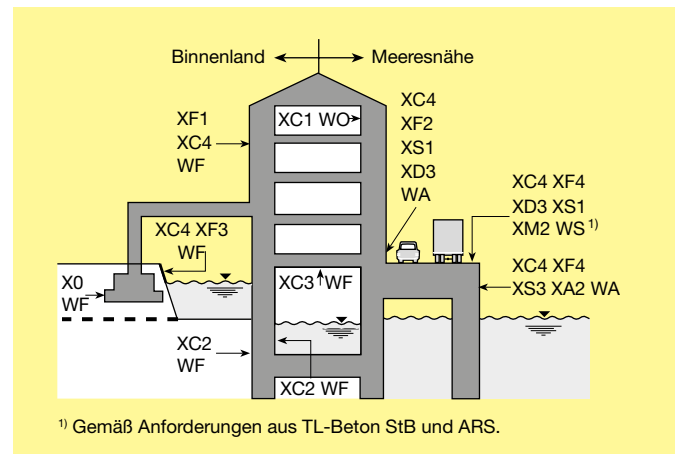 Binnenland Meeresnähe
XF1
XC4
WF
XC1 WO
XC4
XF2
XS1
XD3
WA
XC4 XF4
XD3 XS1
XM2 WS 1)
XC4 XF3
WF
X0
WF
XC3 WF
XC4 XF4
XS3 XA2 WA
XC2
WF
XC2 WF
1) Gemäß Anforderungen aus TL-Beton StB und ARS.